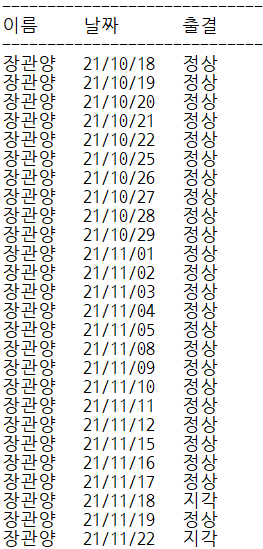 ------------------------------
이름 날짜 출결
------------------------------
장관양 21/10/18 정상
장관양 21/10/19 정상
장관양 21/10/20 정상
장관양 21/10/21 정상
장관양 21/10/22 정상
장관양 21/10/25 정상
장관양 21/10/26 정상
장관양 21/10/27 정상
장관양 21/10/28 정상
장관양 21/10/29 정상
장관양 21/11/01 정상
장관양 21/11/02 정상
장관양 21/11/03 정상
장관양 21/11/04 정상
장관양 21/11/05 정상
장관양 21/11/08 정상
장관양 21/11/09 정상
장관양 21/11/10 정상
장관양 21/11/11 정상
장관양 21/11/12 정상
장관양 21/11/15 정상
장관양 21/11/16 정상
장관양 21/11/17 정상
장관양 21/11/18 지각
장관양 21/11/19 정상
장관양 21/11/22 지각